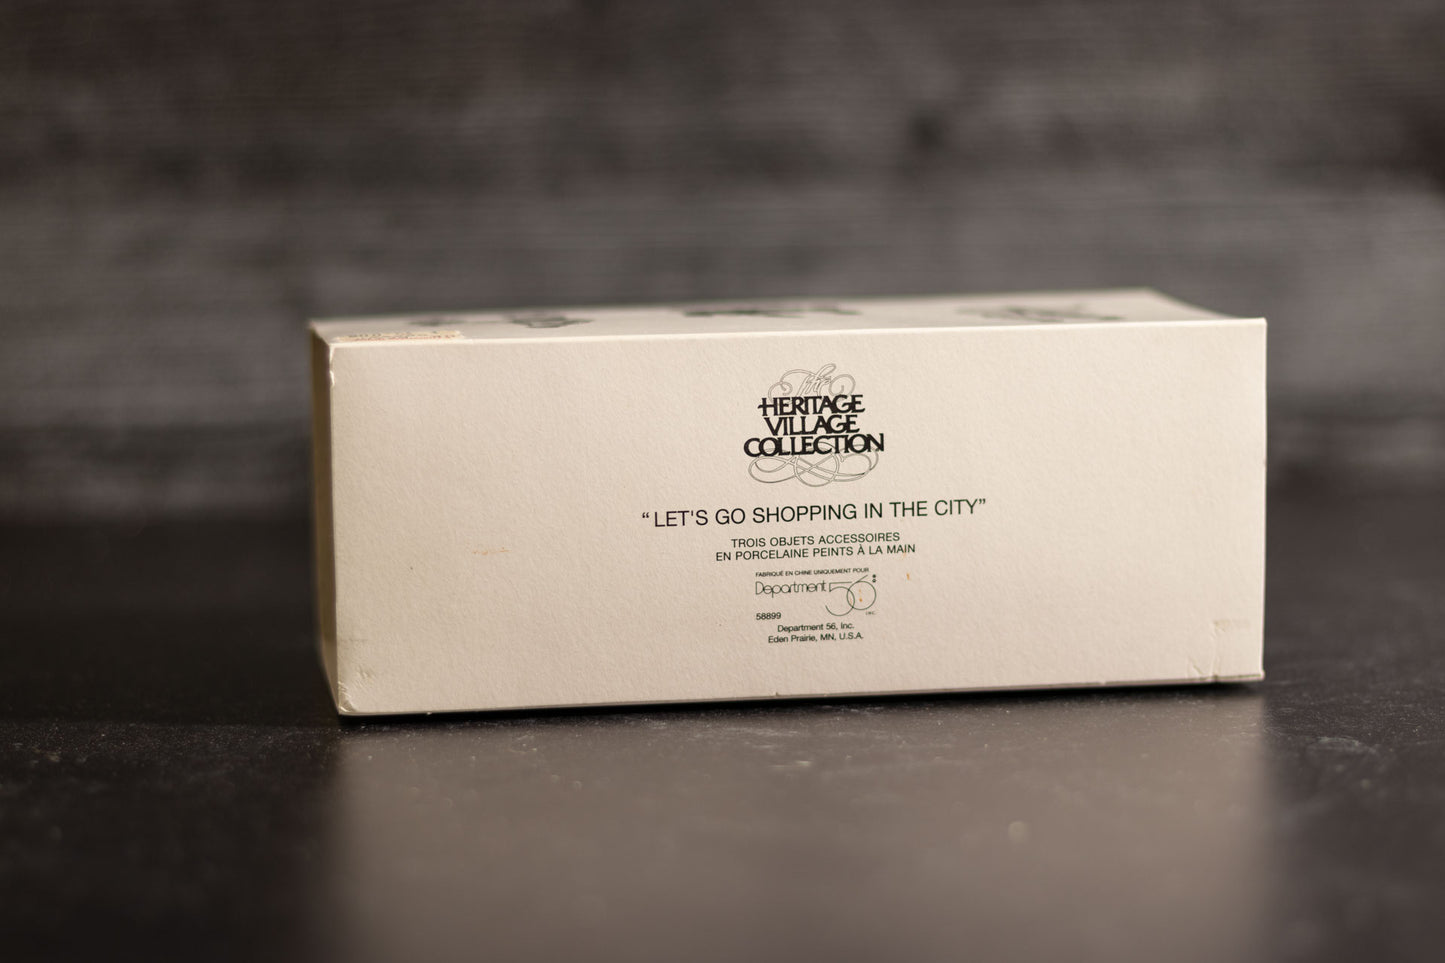 The
HERITAGE
VILLAGE
COLLECTION
“LET'S GO SHOPPING IN THE CITY”
TROIS OBJETS ACCESSOIRES
EN PORCELAINE PEINTS À LA MAIN
FABRIQUÉ EN CHINE UNIQUEMENT POUR
Department 56
INC.
58899
Department 56, Inc.
Eden Prairie, MN, U.S.A.